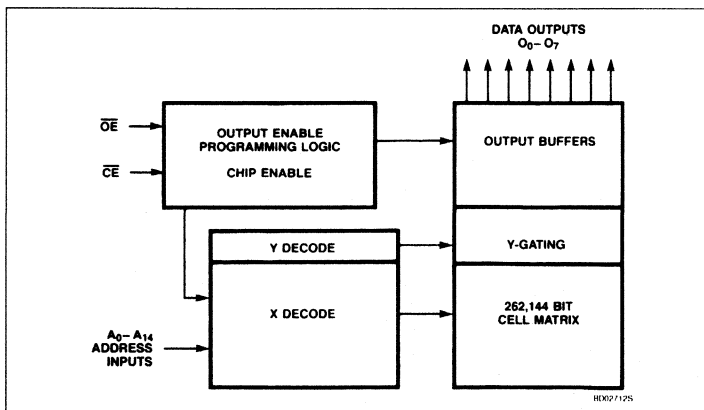 DATA OUTPUTS
O0– O7
OE
CE
OUTPUT ENABLE
PROGRAMMING LOGIC
CHIP ENABLE
OUTPUT BUFFERS
Y DECODE
Y-GATING
X DECODE
262,144 BIT
CELL MATRIX
A0– A14
ADDRESS
INPUTS
BD02712S